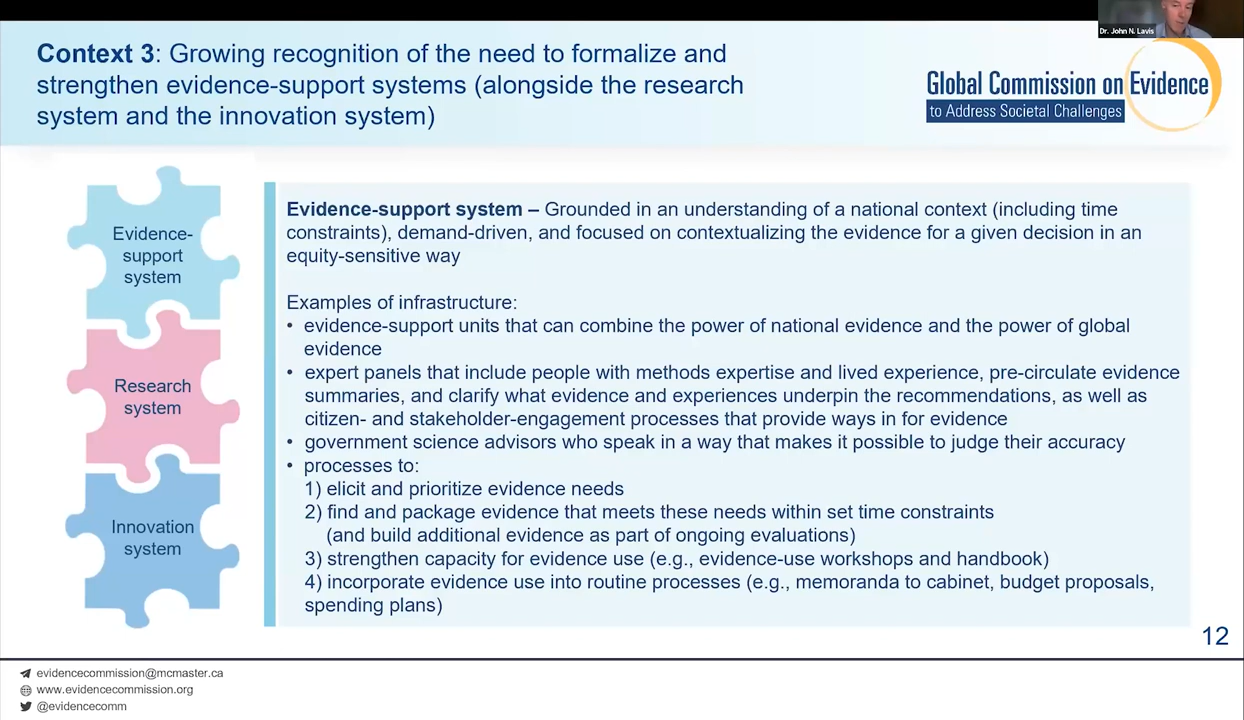 Dr. John N. Lavis
Context 3: Growing recognition of the need to formalize and
strengthen evidence-support systems (alongside the research
system and the innovation system)
Global Commission on Evidence
to Address Societal Challenges
Evidence-
support
system
Research
system
Innovation
system
Evidence-support system – Grounded in an understanding of a national context (including time
constraints), demand-driven, and focused on contextualizing the evidence for a given decision in an
equity-sensitive way
Examples of infrastructure:
• evidence-support units that can combine the power of national evidence and the power of global
evidence
• expert panels that include people with methods expertise and lived experience, pre-circulate evidence
summaries, and clarify what evidence and experiences underpin the recommendations, as well as
citizen- and stakeholder-engagement processes that provide ways in for evidence
• government science advisors who speak in a way that makes it possible to judge their accuracy
• processes to:
1) elicit and prioritize evidence needs
2) find and package evidence that meets these needs within set time constraints
(and build additional evidence as part of ongoing evaluations)
3) strengthen capacity for evidence use (e.g., evidence-use workshops and handbook)
4) incorporate evidence use into routine processes (e.g., memoranda to cabinet, budget proposals,
spending plans)
12
evidencecommission@mcmaster.ca
www.evidencecommission.org
@evidencecomm